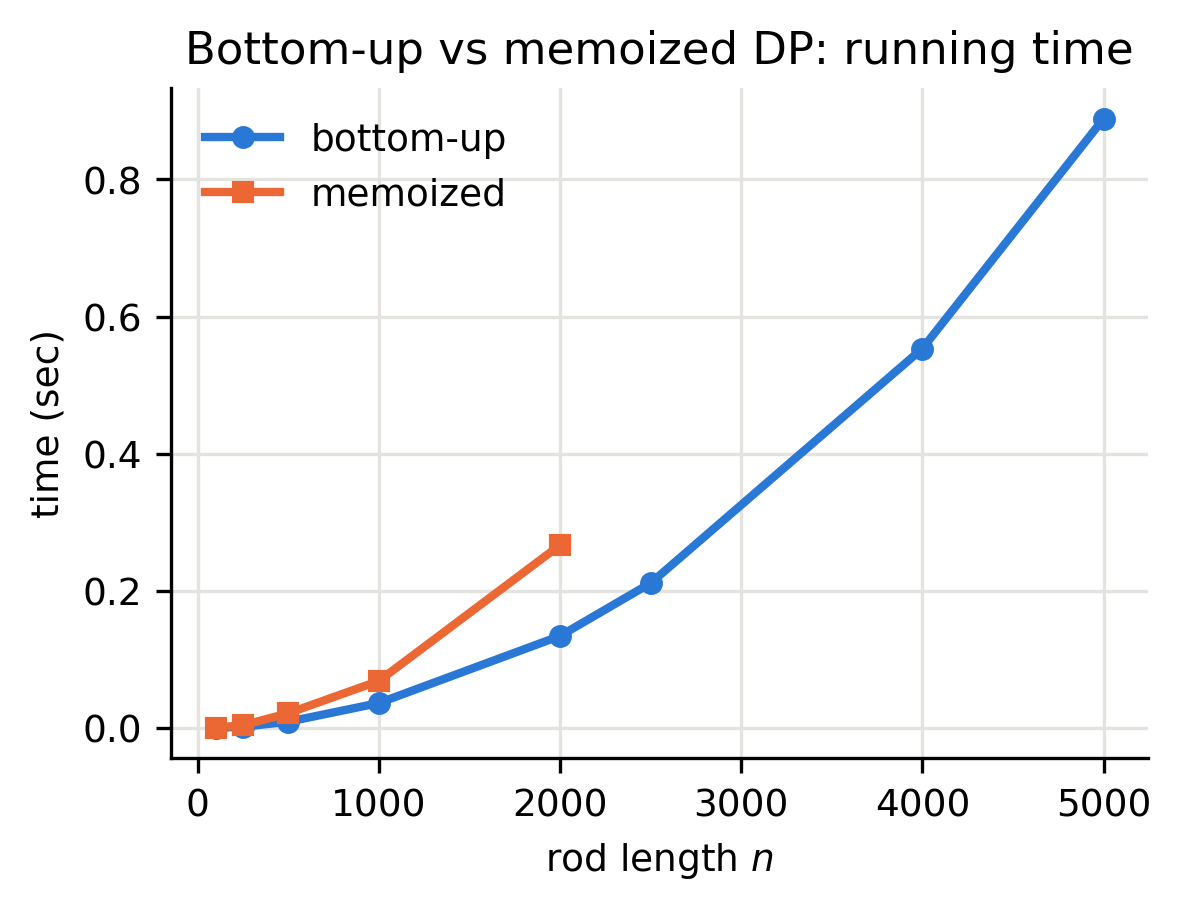 Bottom-up vs memoized DP: running time
bottom-up
memoized
0.8
0.6
0.4
0.2
0.0
time (sec)
0 1000 2000 3000 4000 5000
rod length n